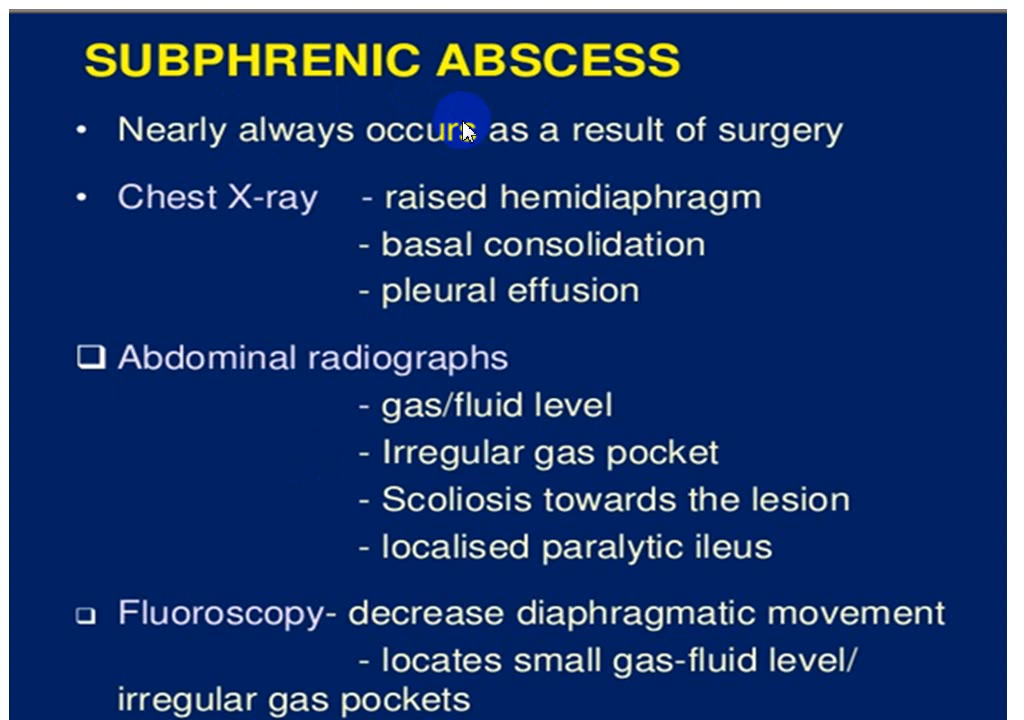 SUBPHRENIC ABSCESS
• Nearly always occurs as a result of surgery
• Chest X-ray - raised hemidiaphragm
- basal consolidation
- pleural effusion
❑ Abdominal radiographs
- gas/fluid level
- Irregular gas pocket
- Scoliosis towards the lesion
- localised paralytic ileus
❑ Fluoroscopy- decrease diaphragmatic movement
- locates small gas-fluid level/
irregular gas pockets